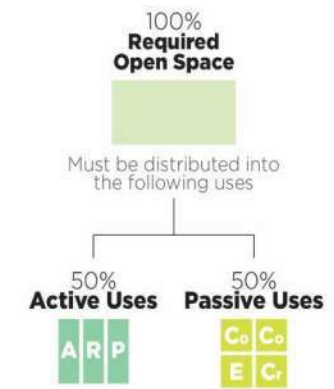 100%
Required
Open Space
Must be distributed into
the following uses
50%
Active Uses
A R P
50%
Passive Uses
Co Co
E Cr